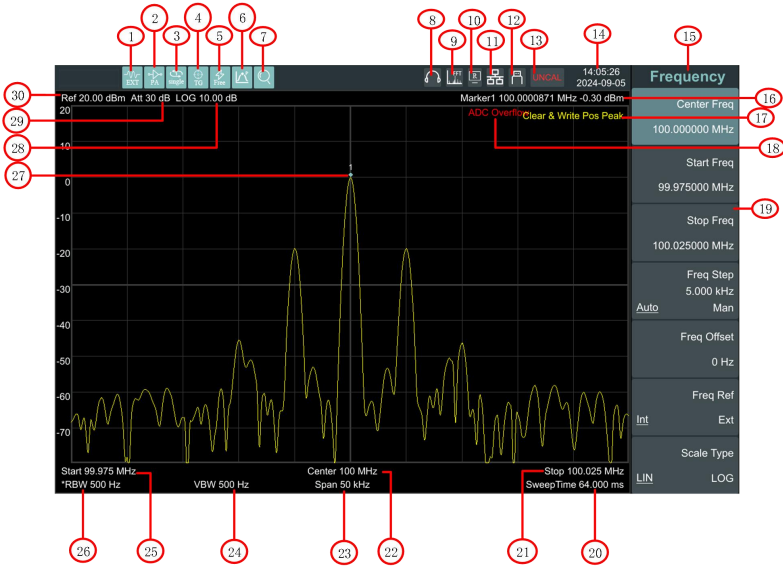 1 2 3 4 5 6 7 8 9 10 11 12 13 14 15
EXT PA single TG Free FFT R UNCAL 14:05:26 Frequency
2024-09-05
30 Ref 20.00 dBm Att 30 dB LOG 10.00 dB Marker1 100.0000871 MHz -0.30 dBm 16
29 20 ADC Overflow Clear & Write Pos Peak 17
28 18
27 1
10
0
-10
-20
-30
-40
-50
-60
-70
Center Freq
100.000000 MHz
Start Freq
99.975000 MHz
19
Stop Freq
100.025000 MHz
Freq Step
5.000 kHz
Auto Man
Freq Offset
0 Hz
Freq Ref
Int Ext
Scale Type
LIN LOG
Start 99.975 MHz Center 100 MHz Stop 100.025 MHz
*RBW 500 Hz VBW 500 Hz Span 50 kHz SweepTime 64.000 ms
26 25 24 23 22 21 20